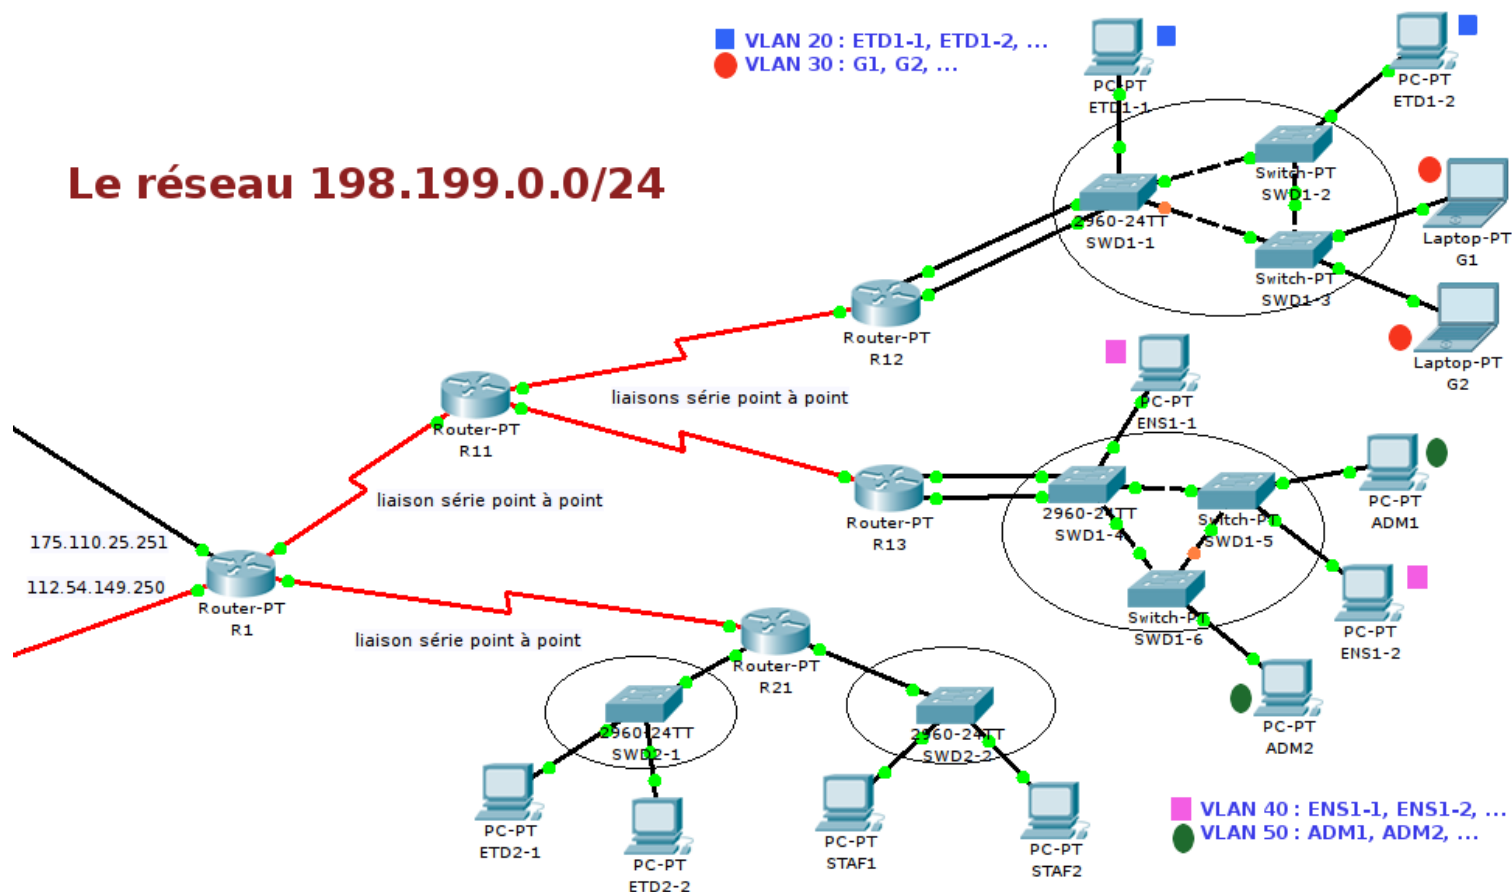 VLAN 20 : ETD1-1, ETD1-2, ...
VLAN 30 : G1, G2, ...
Le réseau 198.199.0.0/24
PC-PT
ETD1-1
PC-PT
ETD1-2
Switch-PT
SWD1-2
2960-24TT
SWD1-1
Laptop-PT
G1
Switch-PT
SWD1-3
Router-PT
R12
Laptop-PT
G2
liaisons série point à point
PC-PT
ENS1-1
Router-PT
R11
liaison série point à point
Router-PT
R13
2960-24TT
SWD1-4
Switch-PT
SWD1-5
PC-PT
ADM1
175.110.25.251
112.54.149.250
Router-PT
R1
Switch-PT
SWD1-6
PC-PT
ENS1-2
liaison série point à point
Router-PT
R21
2960-24TT
SWD2-1
2960-24TT
SWD2-2
PC-PT
ADM2
PC-PT
ETD2-1
PC-PT
ETD2-2
PC-PT
STAF1
PC-PT
STAF2
VLAN 40 : ENS1-1, ENS1-2, ...
VLAN 50 : ADM1, ADM2, ...